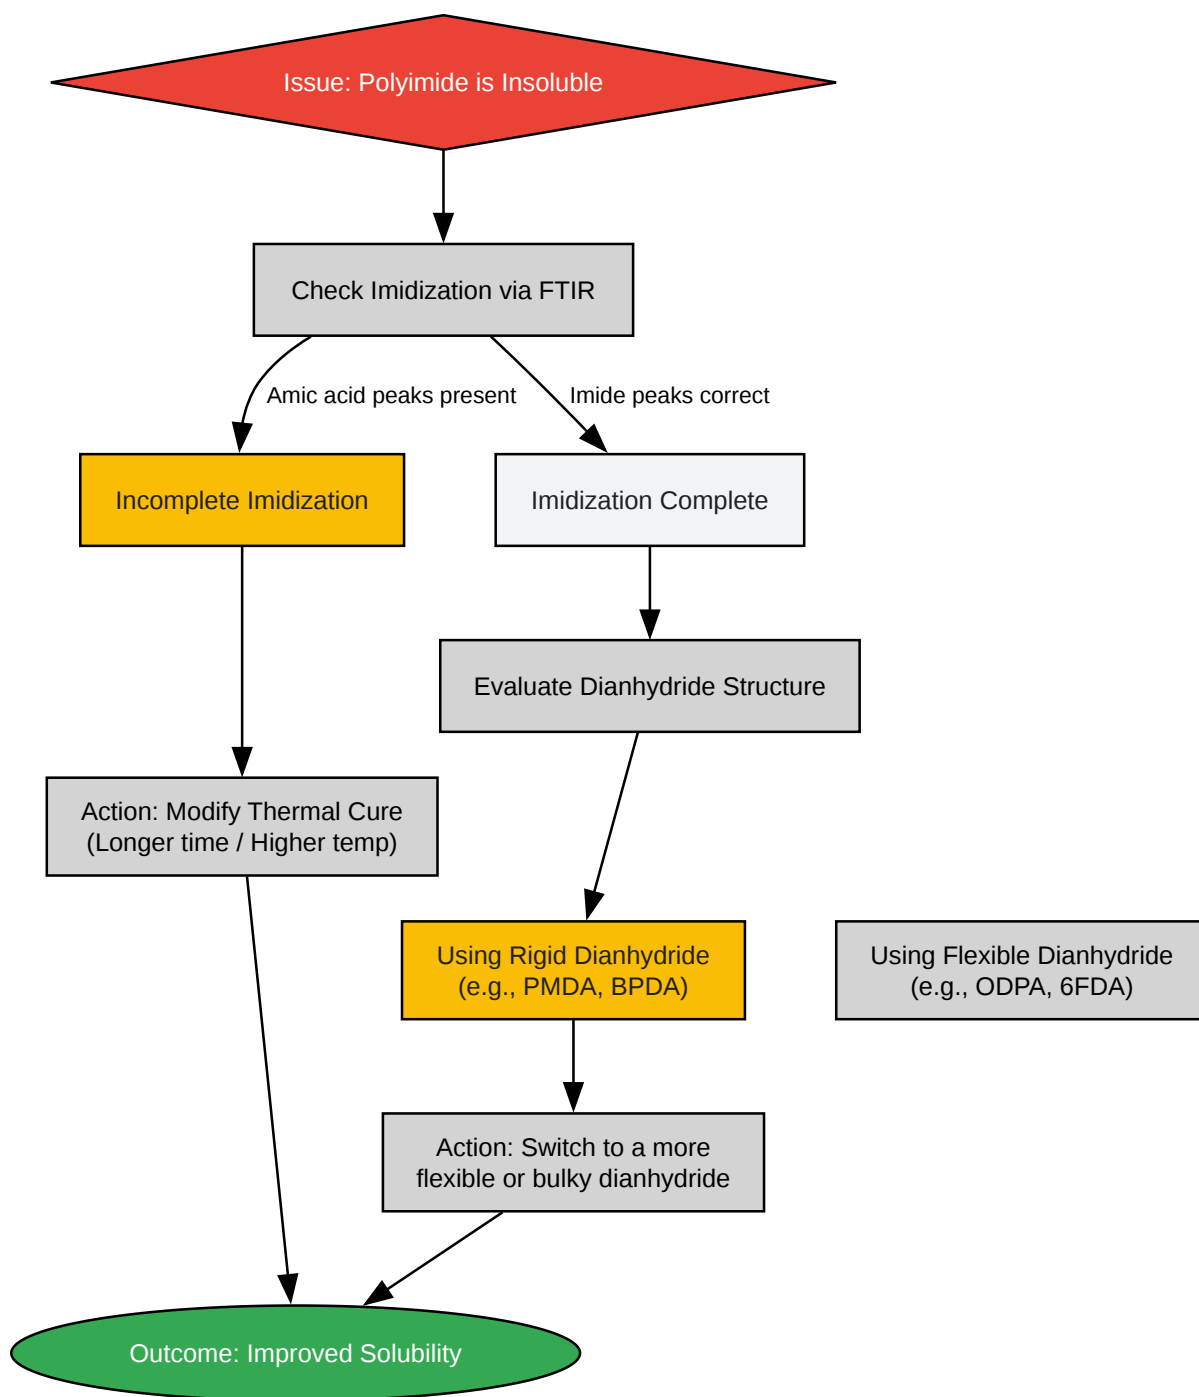 Issue: Polyimide is Insoluble
Check Imidization via FTIR
Amic acid peaks present
Imide peaks correct
Incomplete Imidization
Imidization Complete
Evaluate Dianhydride Structure
Action: Modify Thermal Cure
(Longer time / Higher temp)
Using Rigid Dianhydride
(e.g., PMDA, BPDA)
Using Flexible Dianhydride
(e.g., ODPA, 6FDA)
Action: Switch to a more
flexible or bulky dianhydride
Outcome: Improved Solubility